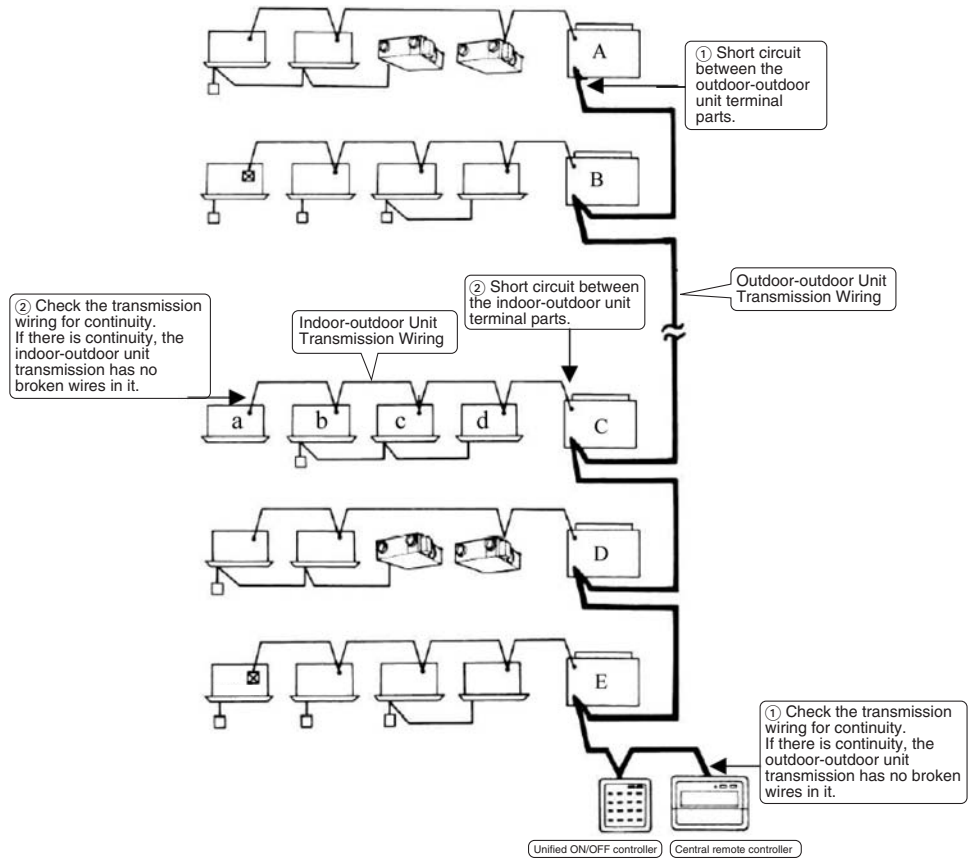 A
① Short circuit
between the
outdoor-outdoor
unit terminal
parts.
B
② Check the transmission
wiring for continuity.
If there is continuity, the
indoor-outdoor unit
transmission has no
broken wires in it.
Indoor-outdoor Unit
Transmission Wiring
② Short circuit between
the indoor-outdoor unit
terminal parts.
Outdoor-outdoor Unit
Transmission Wiring
a
b
c
d
C
D
E
① Check the transmission
wiring for continuity.
If there is continuity, the
outdoor-outdoor unit
transmission has no broken
wires in it.
Unified ON/OFF controller
Central remote controller